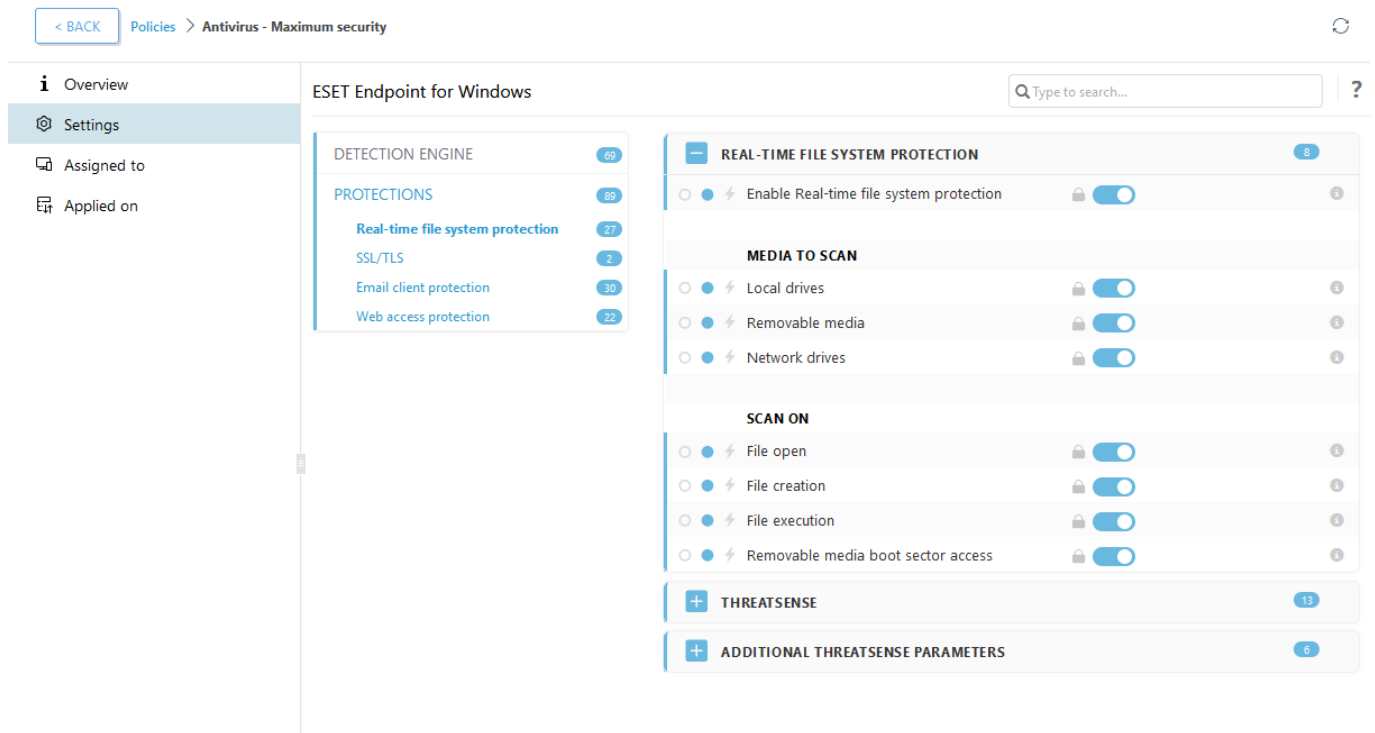 < BACK Policies > Antivirus - Maximum security
Overview
Settings
Assigned to
Applied on
ESET Endpoint for Windows
Type to search...
?
DETECTION ENGINE 69
PROTECTIONS 89
Real-time file system protection 27
SSL/TLS 2
Email client protection 30
Web access protection 22
REAL-TIME FILE SYSTEM PROTECTION 8
Enable Real-time file system protection
MEDIA TO SCAN
Local drives
Removable media
Network drives
SCAN ON
File open
File creation
File execution
Removable media boot sector access
THREATSENSE 13
ADDITIONAL THREATSENSE PARAMETERS 6